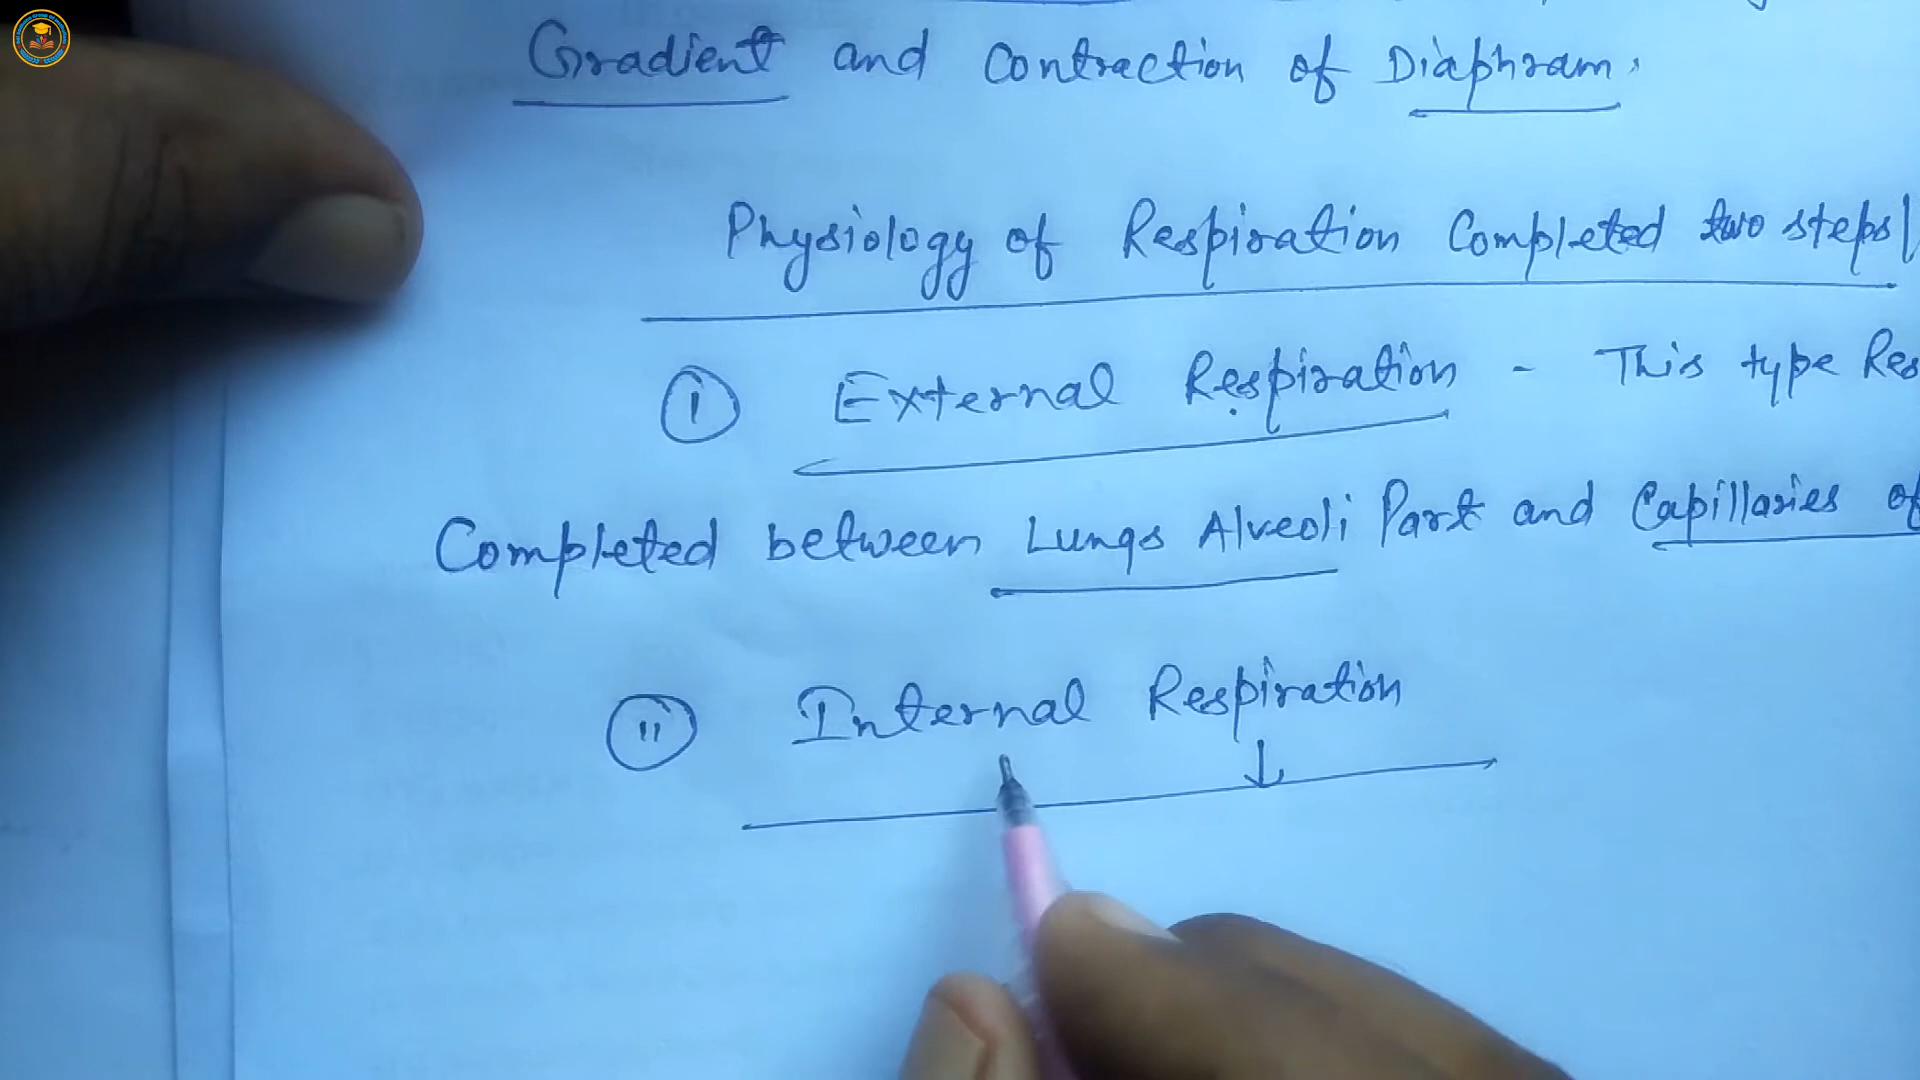 Gradient and Contraction of Diaphram.
Physiology of Respiration Completed two steps
(i) External Respiration - This type Res
Completed between Lungs Alveoli Part and Capillaries of
(ii) Internal Respiration